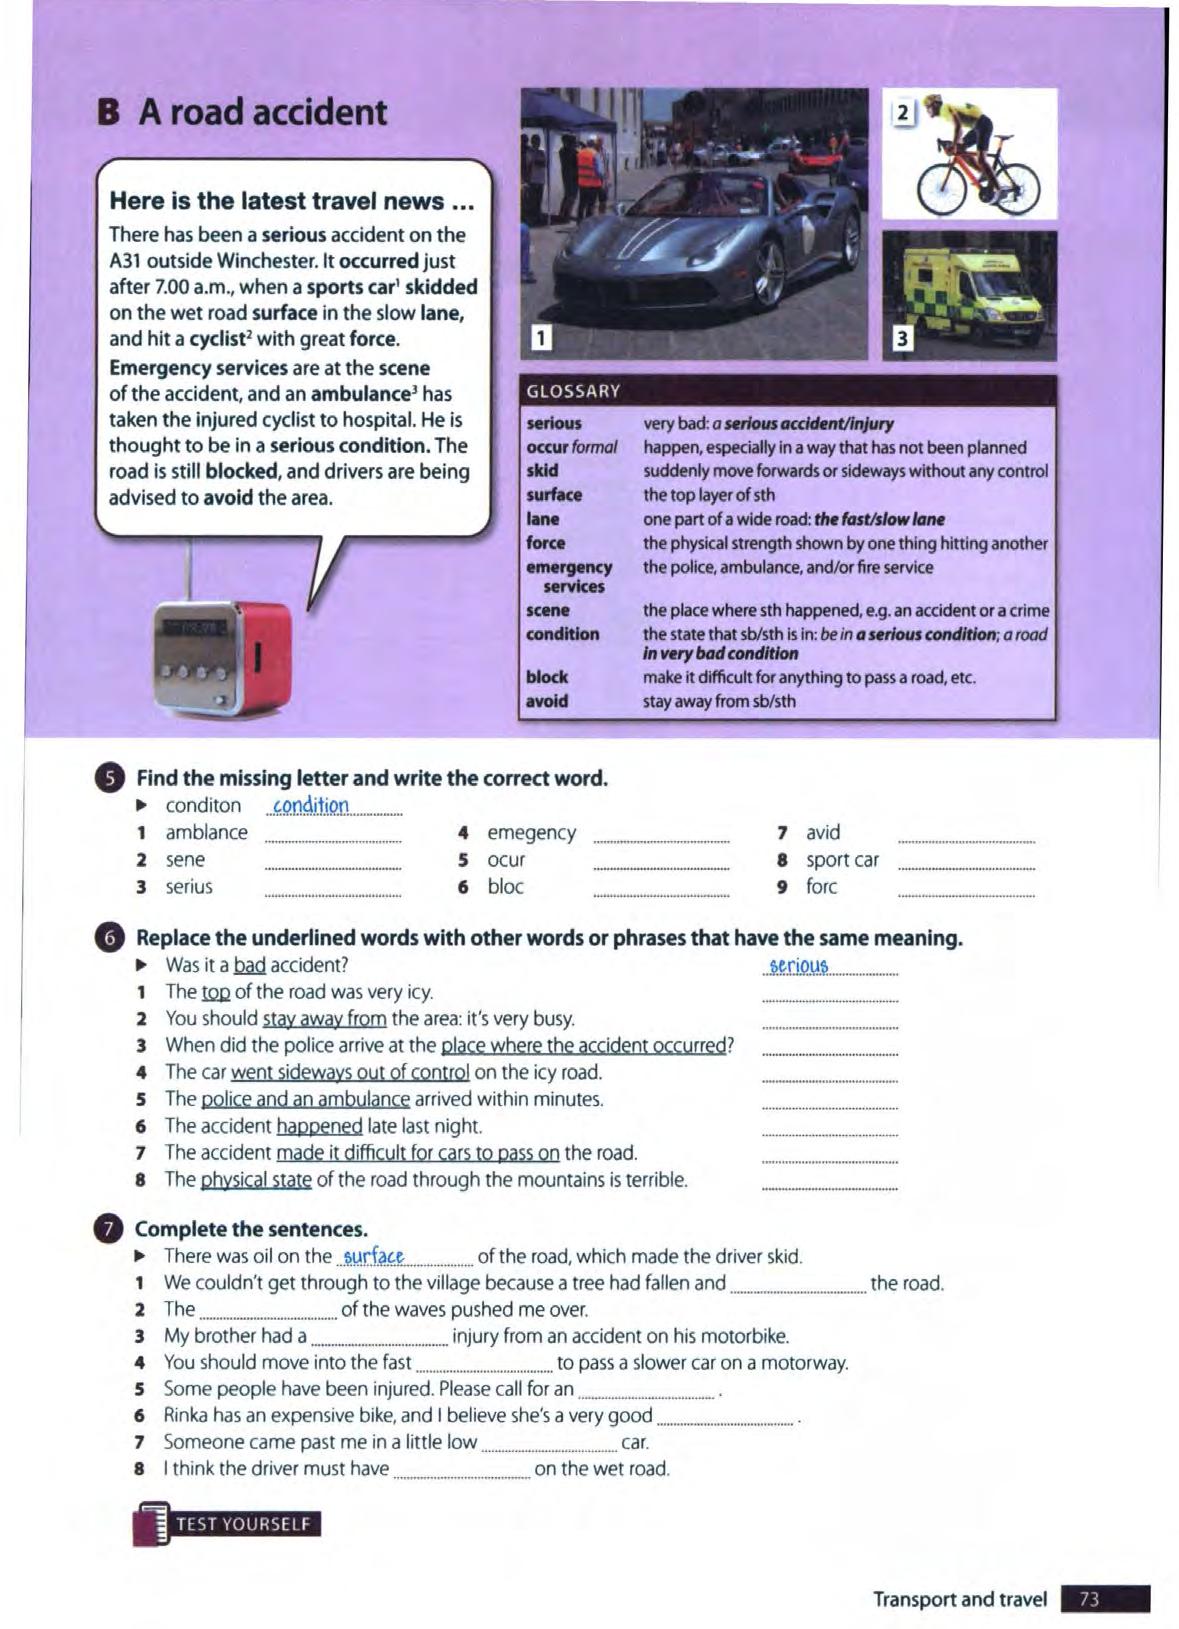 B A road accident
Here is the latest travel news ...
There has been a serious accident on the
A31 outside Winchester. It occurred just
after 7.00 a.m., when a sports car¹ skidded
on the wet road surface in the slow lane,
and hit a cyclist² with great force.
Emergency services are at the scene
of the accident, and an ambulance³ has
taken the injured cyclist to hospital. He is
thought to be in a serious condition. The
road is still blocked, and drivers are being
advised to avoid the area.
1
2
3
GLOSSARY
serious very bad: a serious accident/injury
occur formal happen, especially in a way that has not been planned
skid suddenly move forwards or sideways without any control
surface the top layer of sth
lane one part of a wide road: the fast/slow lane
force the physical strength shown by one thing hitting another
emergency the police, ambulance, and/or fire service
services
scene the place where sth happened, e.g. an accident or a crime
condition the state that sb/sth is in: be in a serious condition; a road
in very bad condition
block make it difficult for anything to pass a road, etc.
avoid stay away from sb/sth
5 Find the missing letter and write the correct word.
▶ conditon condition
1 amblance 4 emegency 7 avid
2 sene 5 ocur 8 sport car
3 serius 6 bloc 9 forc
6 Replace the underlined words with other words or phrases that have the same meaning.
▶ Was it a bad accident? serious
1 The top of the road was very icy.
2 You should stay away from the area: it's very busy.
3 When did the police arrive at the place where the accident occurred?
4 The car went sideways out of control on the icy road.
5 The police and an ambulance arrived within minutes.
6 The accident happened late last night.
7 The accident made it difficult for cars to pass on the road.
8 The physical state of the road through the mountains is terrible.
7 Complete the sentences.
▶ There was oil on the surface of the road, which made the driver skid.
1 We couldn't get through to the village because a tree had fallen and the road.
2 The of the waves pushed me over.
3 My brother had a injury from an accident on his motorbike.
4 You should move into the fast to pass a slower car on a motorway.
5 Some people have been injured. Please call for an .
6 Rinka has an expensive bike, and I believe she's a very good .
7 Someone came past me in a little low car.
8 I think the driver must have on the wet road.
TEST YOURSELF
Transport and travel 73